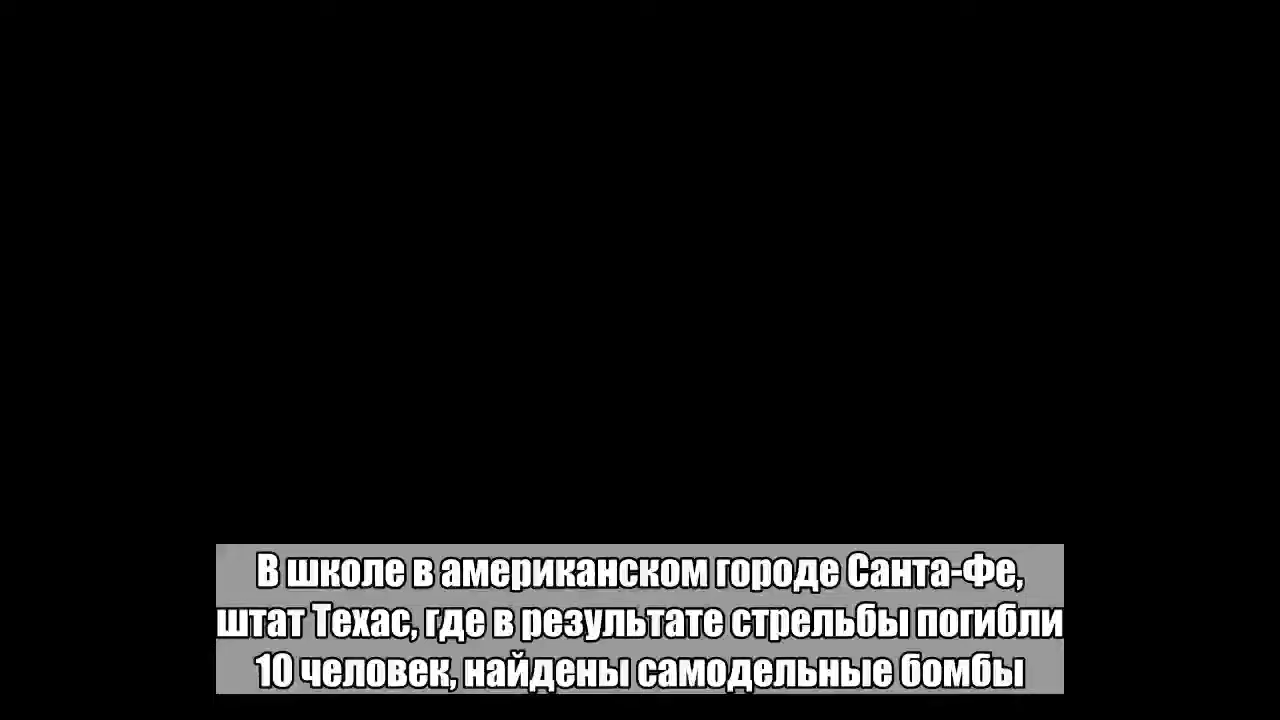 В школе в американском городе Санта-Фе,
штат Техас, где в результате стрельбы погибли
10 человек, найдены самодельные бомбы